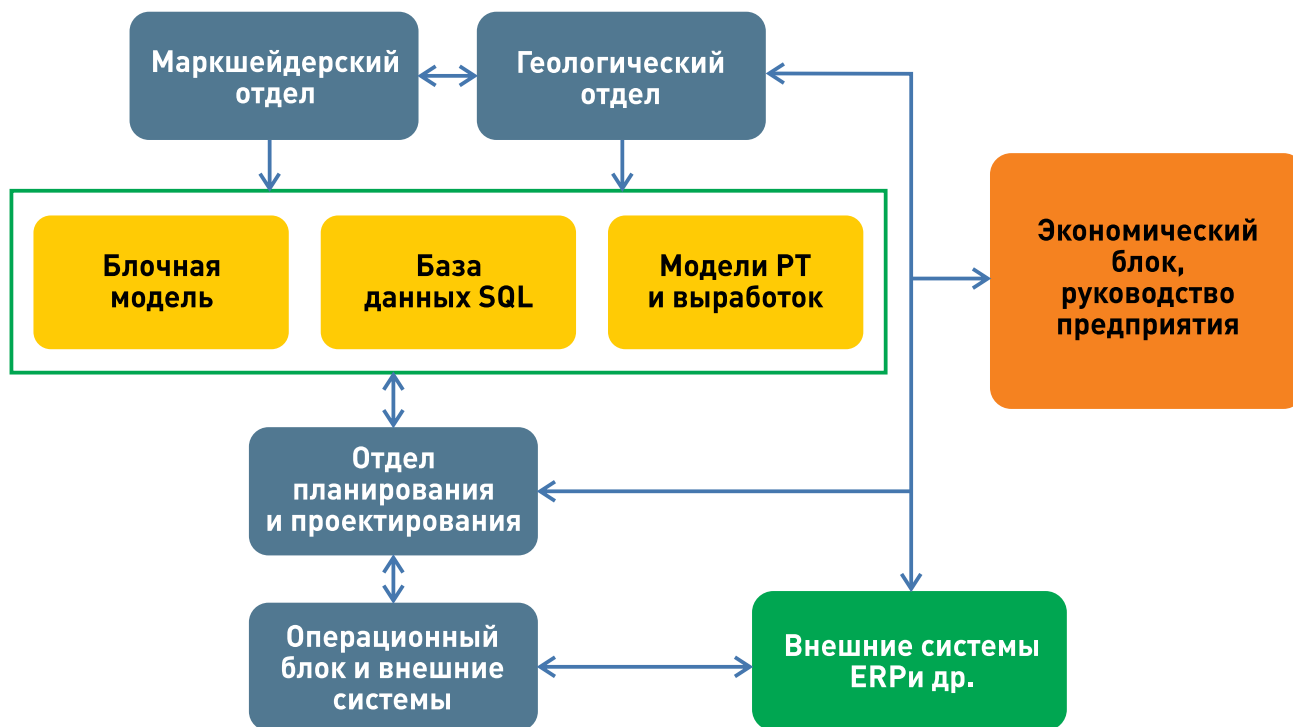 Маркшейдерский
отдел
Геологический
отдел
Блочная
модель
База
данных SQL
Модели РТ
и выработок
Экономический
блок,
руководство
предприятия
Отдел
планирования
и проектирования
Операционный
блок и внешние
системы
Внешние системы
ERPи др.